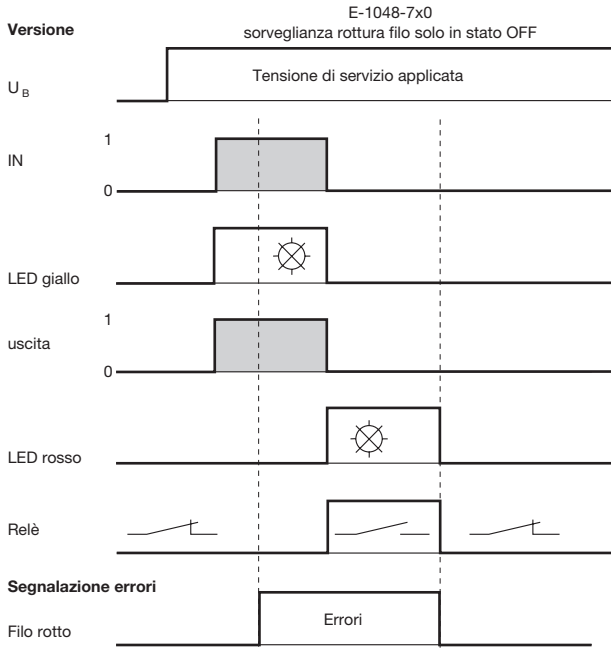 E-1048-7x0
Versione
sorveglianza rottura filo solo in stato OFF
Tensione di servizio applicata
U B
1
IN
0
LED giallo
1
uscita
0
LED rosso
Relè
Segnalazione errori
Errori
Filo rotto